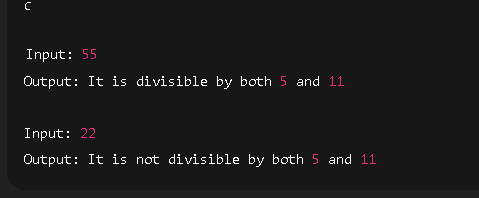 C
Input: 55
Output: It is divisible by both 5 and 11
Input: 22
Output: It is not divisible by both 5 and 11